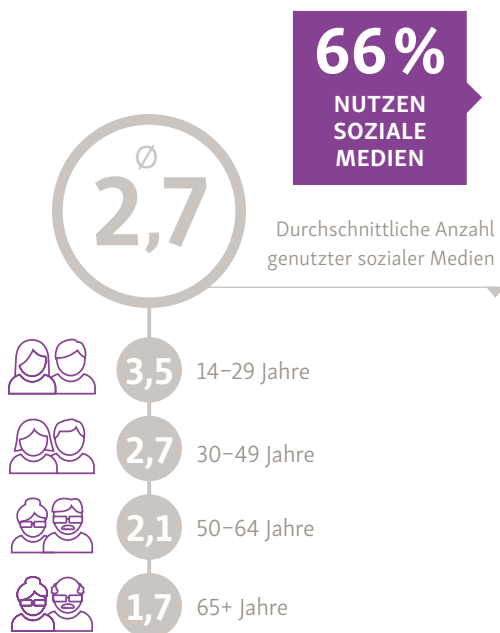 66 %
NUTZEN
SOZIALE
MEDIEN
Ø
2,7
Durchschnittliche Anzahl
genutzter sozialer Medien
3,5 14–29 Jahre
2,7 30–49 Jahre
2,1 50–64 Jahre
1,7 65+ Jahre